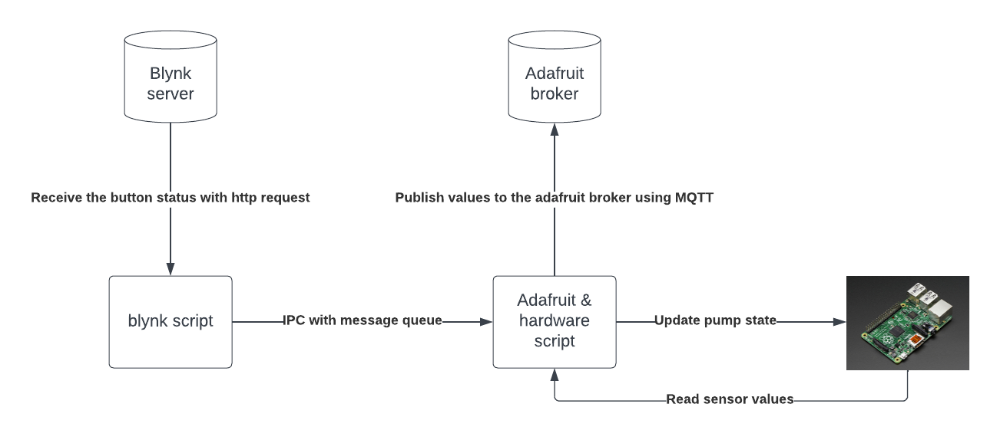 Blynk
server
Adafruit
broker
Receive the button status with http request
Publish values to the adafruit broker using MQTT
blynk script
IPC with message queue
Adafruit &
hardware
script
Update pump state
Read sensor values